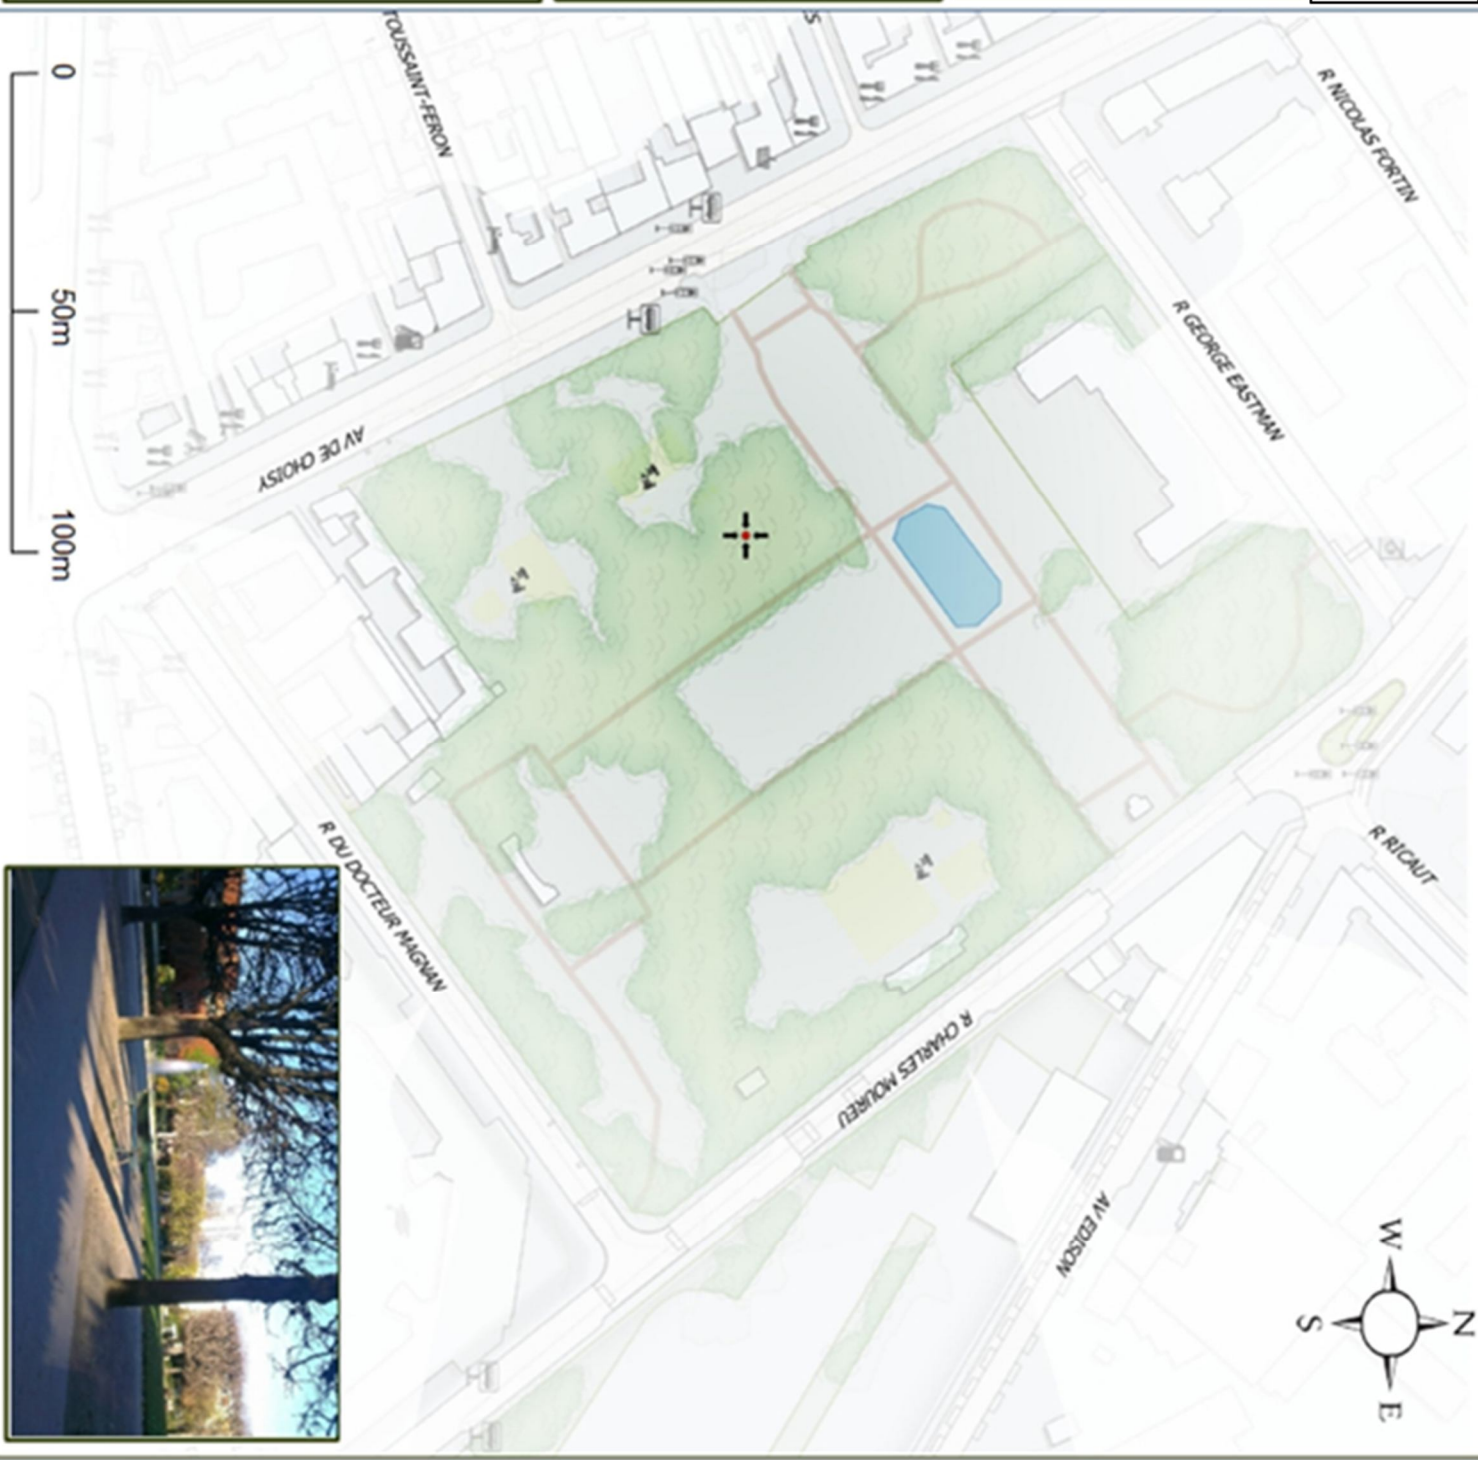 0
50m
100m
TOUSSAINT-FERON
S
R NICOLAS FORTIN
R GEORGE EASTMAN
AV DE CHOISY
R DU DOCTEUR MAGNAN
R RICAUT
R CHARLES MOUREU
AV EDISON
W
N
S
E